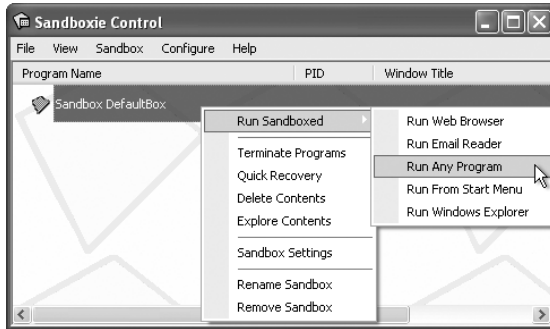 Sandboxie Control
File View Sandbox Configure Help
Program Name PID Window Title
Sandbox DefaultBox
Run Sandboxed
Terminate Programs
Quick Recovery
Delete Contents
Explore Contents
Sandbox Settings
Rename Sandbox
Remove Sandbox
Run Web Browser
Run Email Reader
Run Any Program
Run From Start Menu
Run Windows Explorer